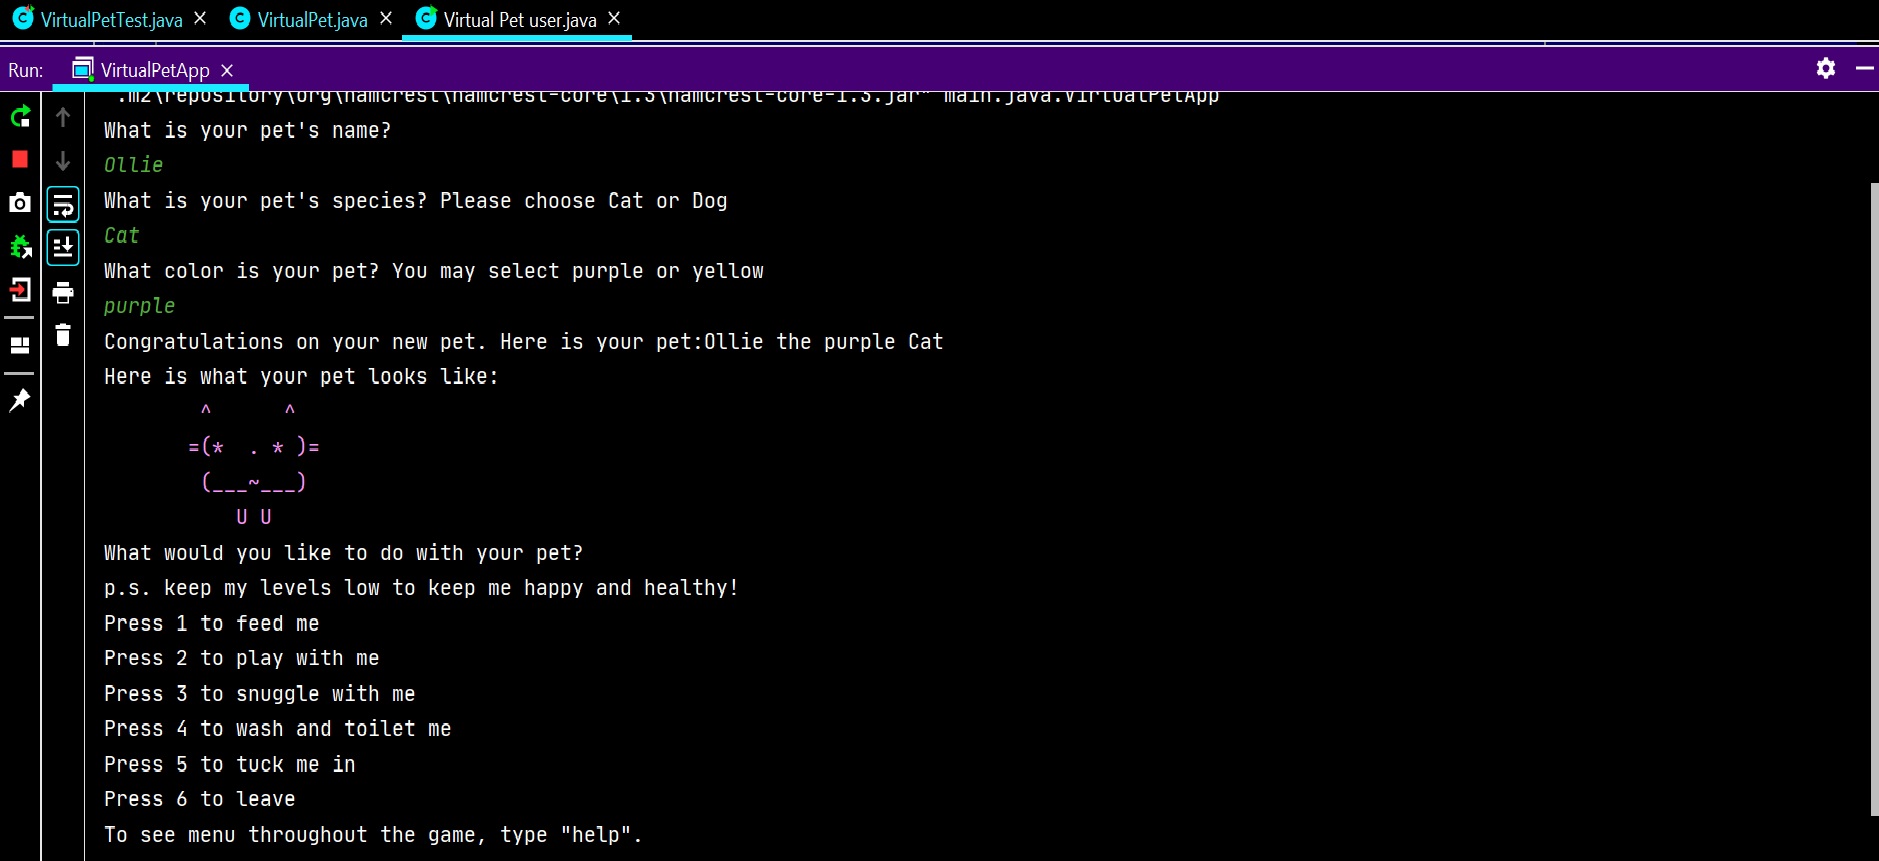 VirtualPetTest.java VirtualPet.java Virtual Pet user.java
Run: VirtualPetApp
.m2\repository\org\hamcrest\hamcrest-core\1.3\hamcrest-core-1.3.jar" main.java.VirtualPetApp
What is your pet's name?
Ollie
What is your pet's species? Please choose Cat or Dog
Cat
What color is your pet? You may select purple or yellow
purple
Congratulations on your new pet. Here is your pet:Ollie the purple Cat
Here is what your pet looks like:
^      ^
=(*  . * )=
(___~___)
U U
What would you like to do with your pet?
p.s. keep my levels low to keep me happy and healthy!
Press 1 to feed me
Press 2 to play with me
Press 3 to snuggle with me
Press 4 to wash and toilet me
Press 5 to tuck me in
Press 6 to leave
To see menu throughout the game, type "help".